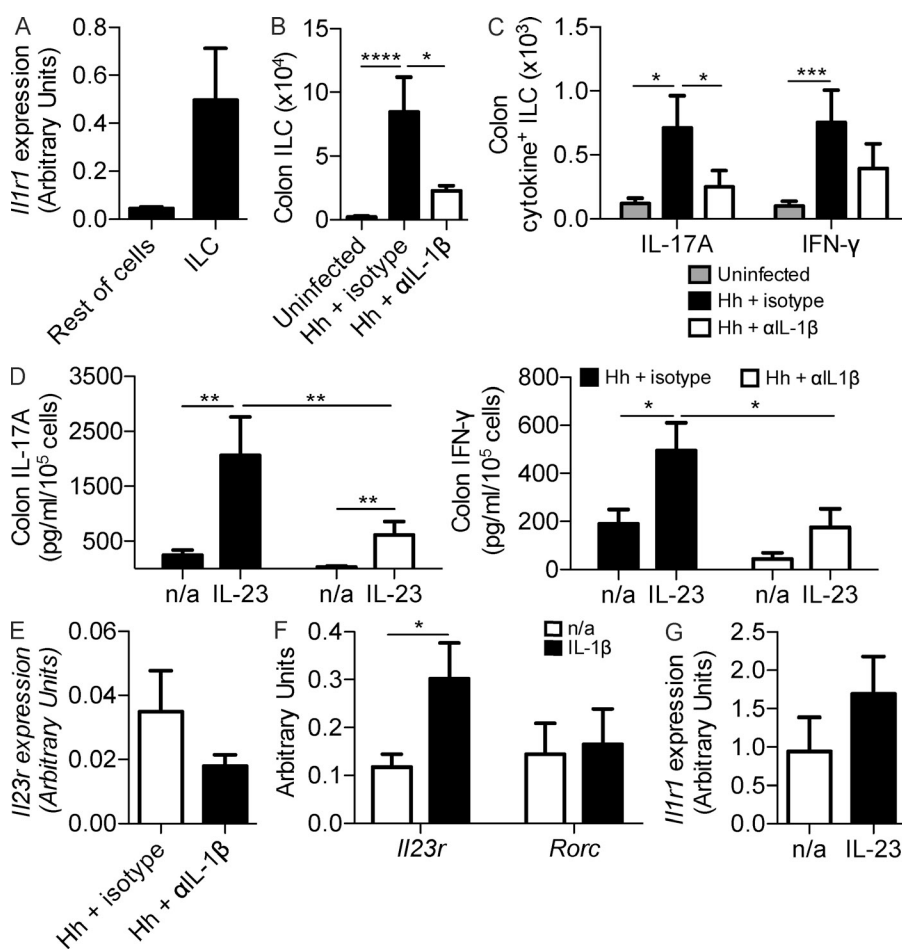 A
Il1r1 expression
(Arbitrary Units)
0.8
0.6
0.4
0.2
0.0
Rest of cells
ILC
B
Colon ILC (x10⁴)
15
10
5
0
****
*
Uninfected
Hh + isotype
Hh + αIL-1β
C
Colon
cytokine⁺ ILC (x10³)
1.5
1.0
0.5
0.0
*
*
***
IL-17A
IFN-γ
Uninfected
Hh + isotype
Hh + αIL-1β
D
Colon IL-17A
(pg/ml/10⁵ cells)
3500
2500
1500
500
**
**
**
n/a
IL-23
n/a
IL-23
Hh + isotype
Hh + αIL1β
Colon IFN-γ
(pg/ml/10⁵ cells)
800
600
400
200
0
*
*
n/a
IL-23
n/a
IL-23
E
Il23r expression
(Arbitrary Units)
0.06
0.04
0.02
0.00
Hh + isotype
Hh + αIL-1β
F
Arbitrary Units
0.4
0.3
0.2
0.1
0.0
*
n/a
IL-1β
Il23r
Rorc
G
Il1r1 expression
(Arbitrary Units)
2.5
2.0
1.5
1.0
0.5
0.0
n/a
IL-23